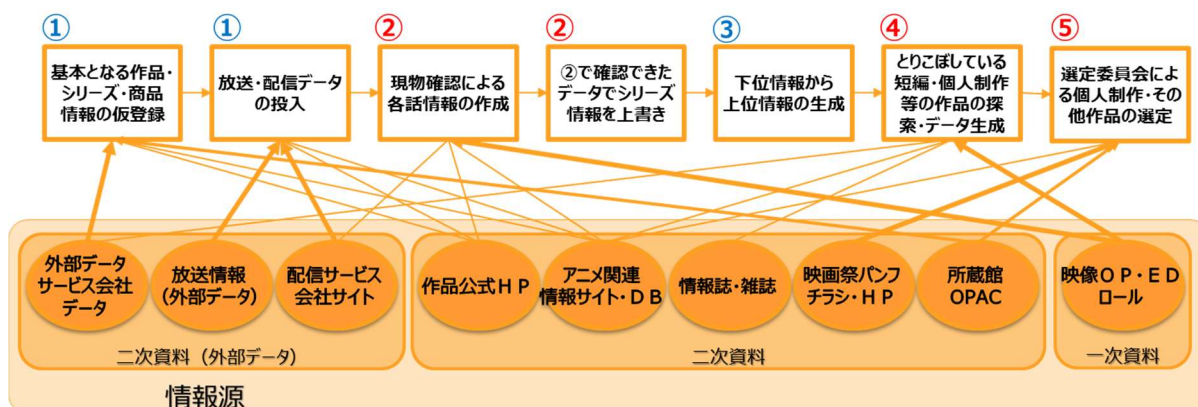 ①
基本となる作品・
シリーズ・商品
情報の仮登録
①
放送・配信データ
の投入
②
現物確認による
各話情報の作成
②
②で確認できた
データでシリーズ
情報を上書き
③
下位情報から
上位情報の生成
④
とりこぼしている
短編・個人制作
等の作品の探
索・データ生成
⑤
選定委員会によ
る個人制作・その
他作品の選定
外部データ
サービス会社
データ
放送情報
(外部データ)
配信サービス
会社サイト
二次資料（外部データ）
作品公式ＨＰ
アニメ関連
情報サイト・ＤＢ
情報誌・雑誌
映画祭パンフ
チラシ・ＨＰ
所蔵館
OPAC
二次資料
映像ＯＰ・ＥＤ
ロール
一次資料
情報源